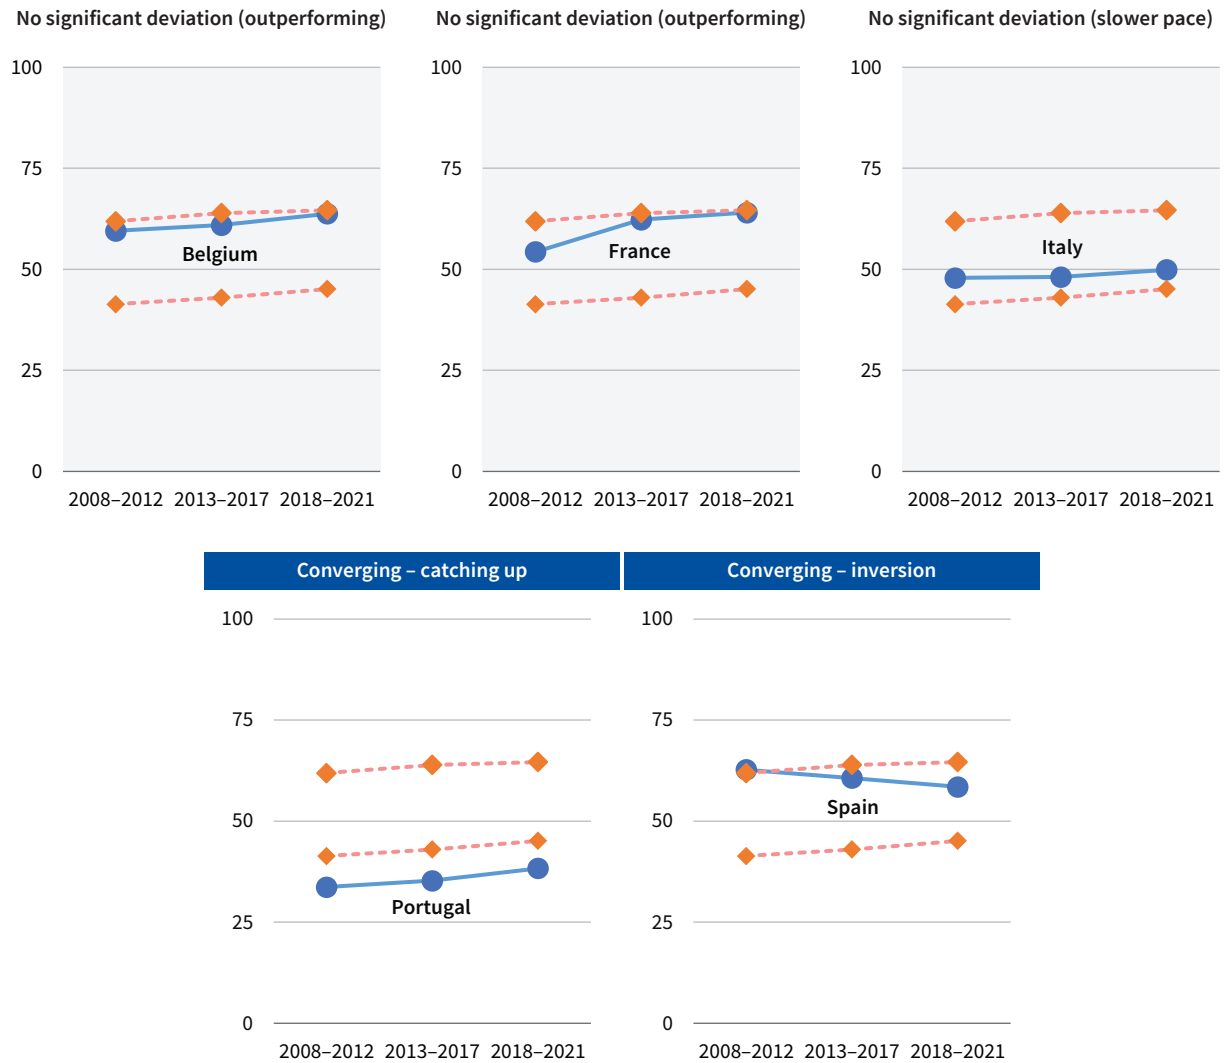 No significant deviation (outperforming)
No significant deviation (outperforming)
No significant deviation (slower pace)
100
75
50
25
0
Belgium
2008–2012 2013–2017 2018–2021
100
75
50
25
0
France
2008–2012 2013–2017 2018–2021
100
75
50
25
0
Italy
2008–2012 2013–2017 2018–2021
Converging – catching up
Converging – inversion
100
75
50
25
0
Portugal
2008–2012 2013–2017 2018–2021
100
75
50
25
0
Spain
2008–2012 2013–2017 2018–2021